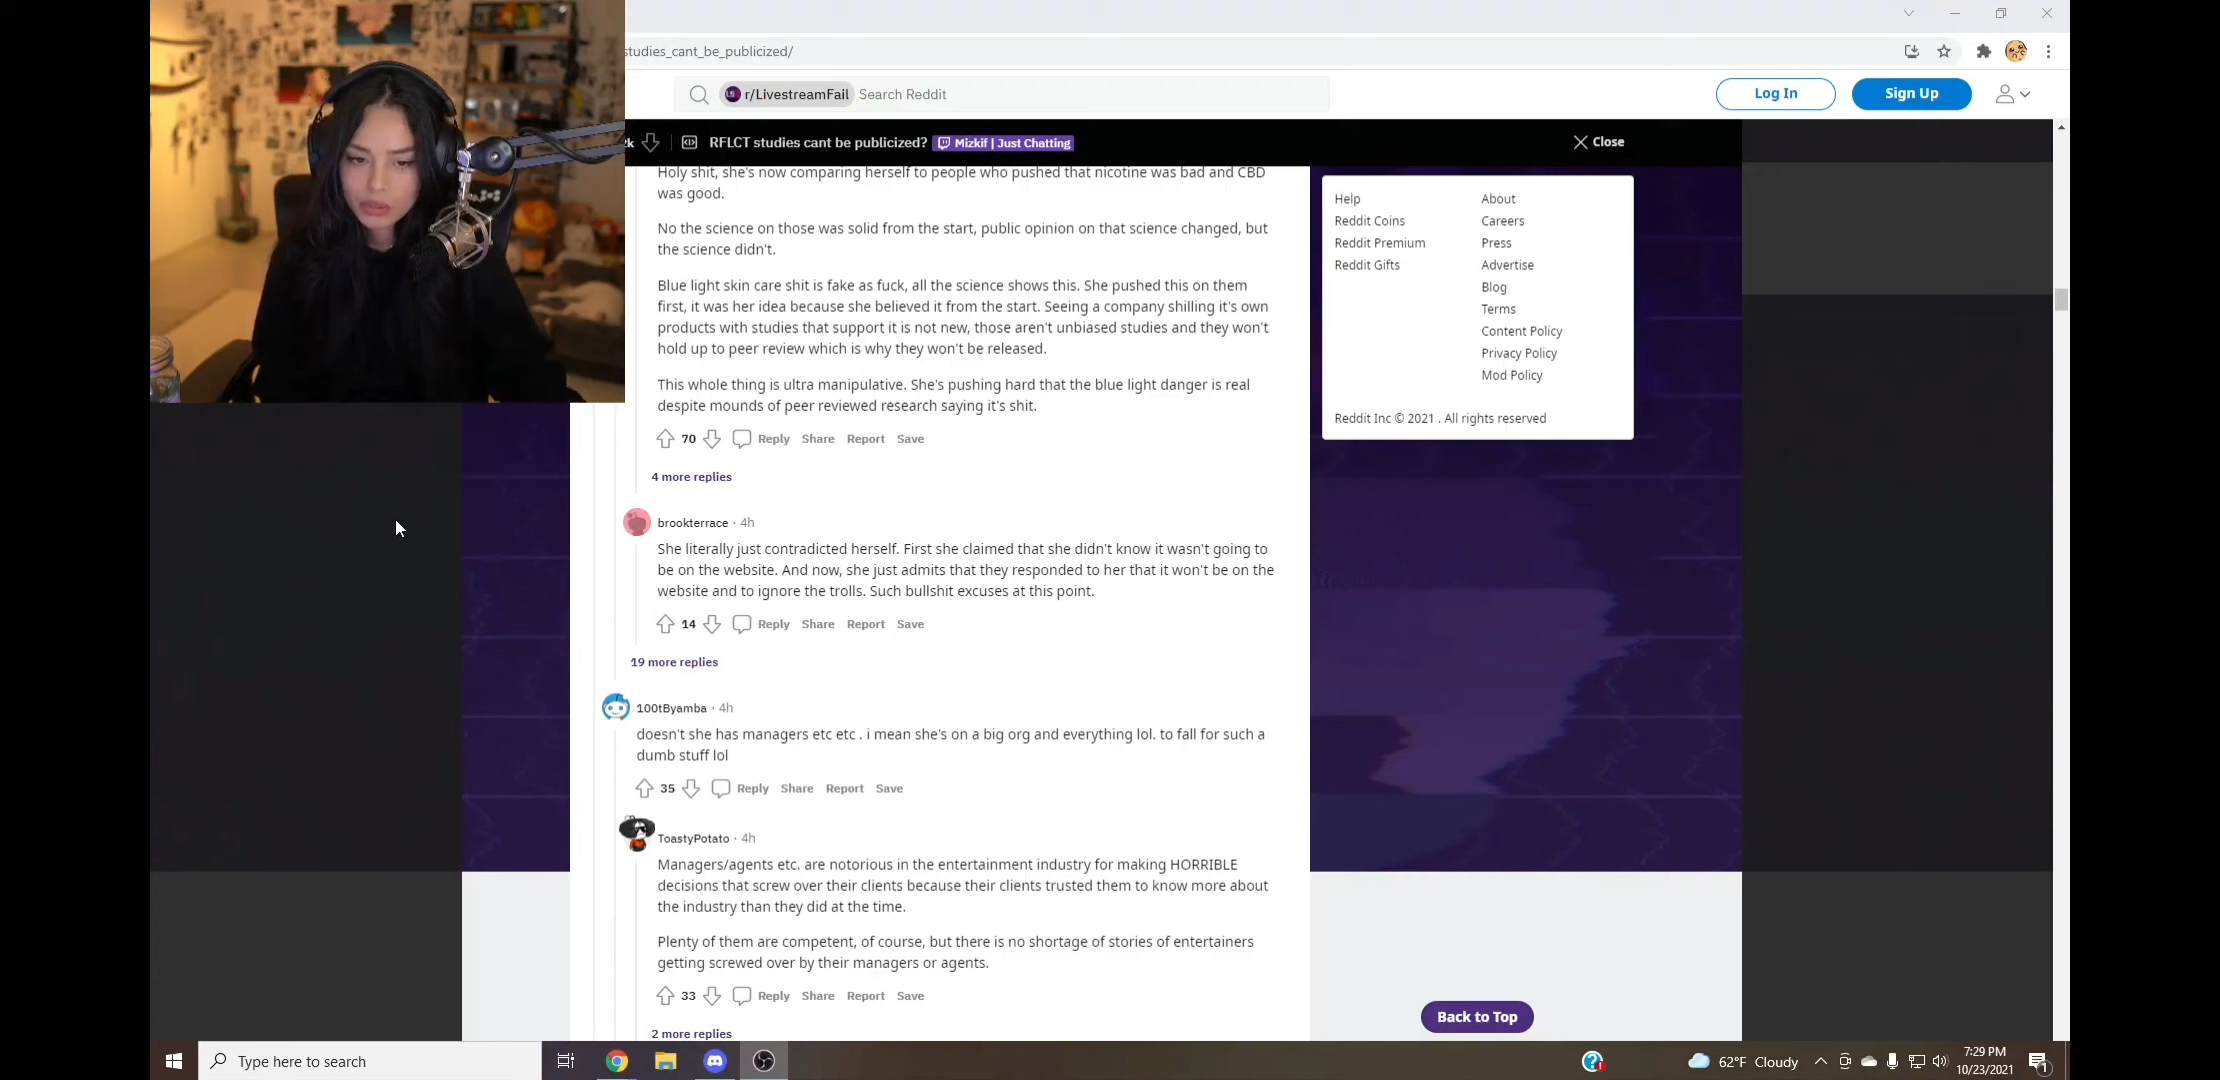 studies_cant_be_publicized/
r/LivestreamFail Search Reddit
Log In
Sign Up
RFLCT studies cant be publicized? Mizkif | Just Chatting
Close
Holy shit, she's now comparing herself to people who pushed that nicotine was bad and CBD
was good.
No the science on those was solid from the start, public opinion on that science changed, but
the science didn't.
Blue light skin care shit is fake as fuck, all the science shows this. She pushed this on them
first, it was her idea because she believed it from the start. Seeing a company shilling it's own
products with studies that support it is not new, those aren't unbiased studies and they won't
hold up to peer review which is why they won't be released.
This whole thing is ultra manipulative. She's pushing hard that the blue light danger is real
despite mounds of peer reviewed research saying it's shit.
70 Reply Share Report Save
4 more replies
brookterrace · 4h
She literally just contradicted herself. First she claimed that she didn't know it wasn't going to
be on the website. And now, she just admits that they responded to her that it won't be on the
website and to ignore the trolls. Such bullshit excuses at this point.
14 Reply Share Report Save
19 more replies
100tByamba · 4h
doesn't she has managers etc etc . i mean she's on a big org and everything lol. to fall for such a
dumb stuff lol
35 Reply Share Report Save
ToastyPotato · 4h
Managers/agents etc. are notorious in the entertainment industry for making HORRIBLE
decisions that screw over their clients because their clients trusted them to know more about
the industry than they did at the time.
Plenty of them are competent, of course, but there is no shortage of stories of entertainers
getting screwed over by their managers or agents.
33 Reply Share Report Save
2 more replies
Help About
Reddit Coins Careers
Reddit Premium Press
Reddit Gifts Advertise
Blog
Terms
Content Policy
Privacy Policy
Mod Policy
Reddit Inc © 2021 . All rights reserved
Back to Top
Type here to search
62°F Cloudy
7:29 PM
10/23/2021
1